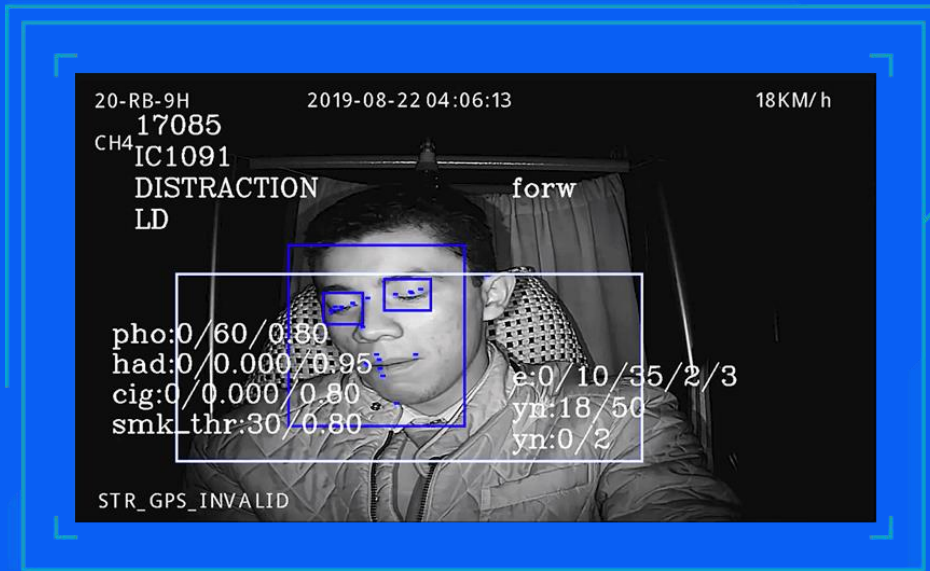 20-RB-9H 2019-08-22 04:06:13 18KM/h
17085
CH4
IC1091
DISTRACTION forw
LD
pho:0/60/0.80
had:0/0.000/0.95
cig:0/0.000/0.80
smk_thr:30/0.80
e:0/10/35/2/3
yn:18/50
yn:0/2
STR_GPS_INVALID